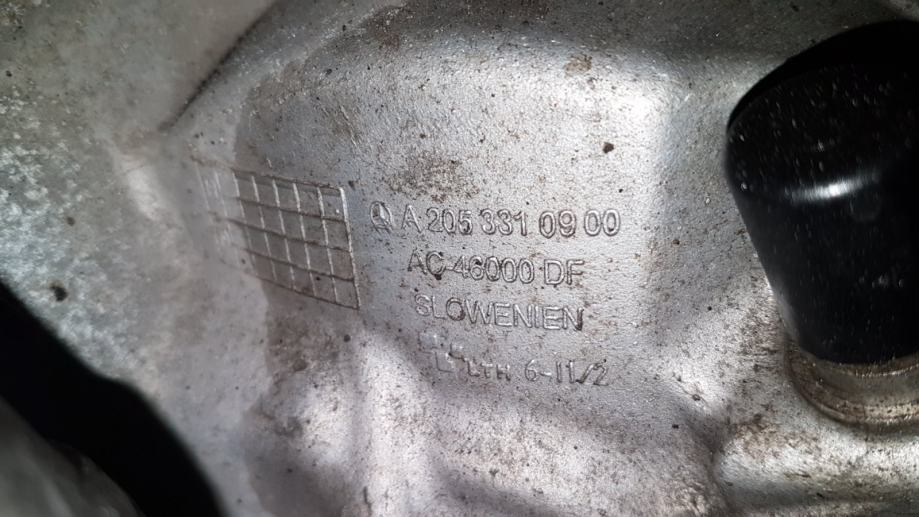 A 205 331 09 00
AC-46000 DF
SLOWENIEN
LTH 6-11/2